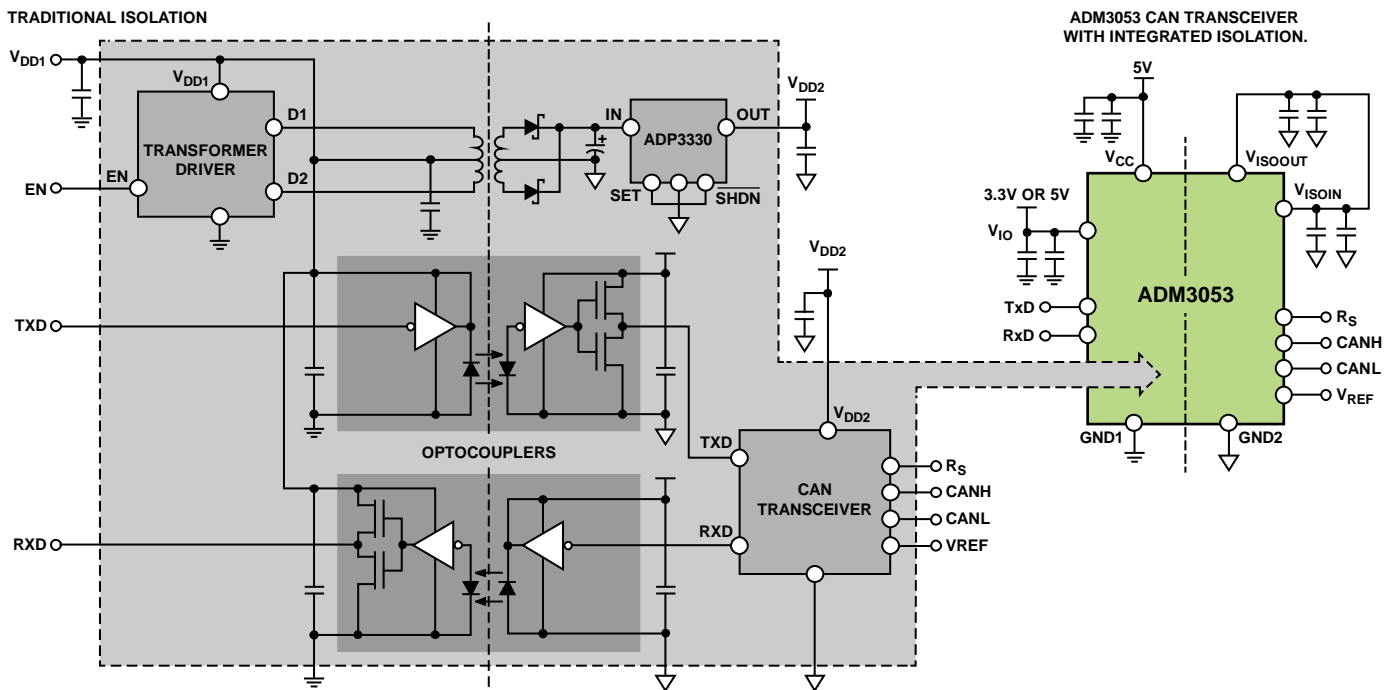 TRADITIONAL ISOLATION
ADM3053 CAN TRANSCEIVER
WITH INTEGRATED ISOLATION.
VDD1
VDD1
TRANSFORMER
DRIVER
D1
D2
EN
EN
IN
ADP3330
OUT
SET
SHDN
VDD2
TXD
OPTOCOUPLERS
RXD
VDD2
VDD2
TXD
RXD
CAN
TRANSCEIVER
RS
CANH
CANL
VREF
5V
VCC
VISOOUT
VISOIN
3.3V OR 5V
VIO
ADM3053
TxD
RxD
RS
CANH
CANL
VREF
GND1
GND2